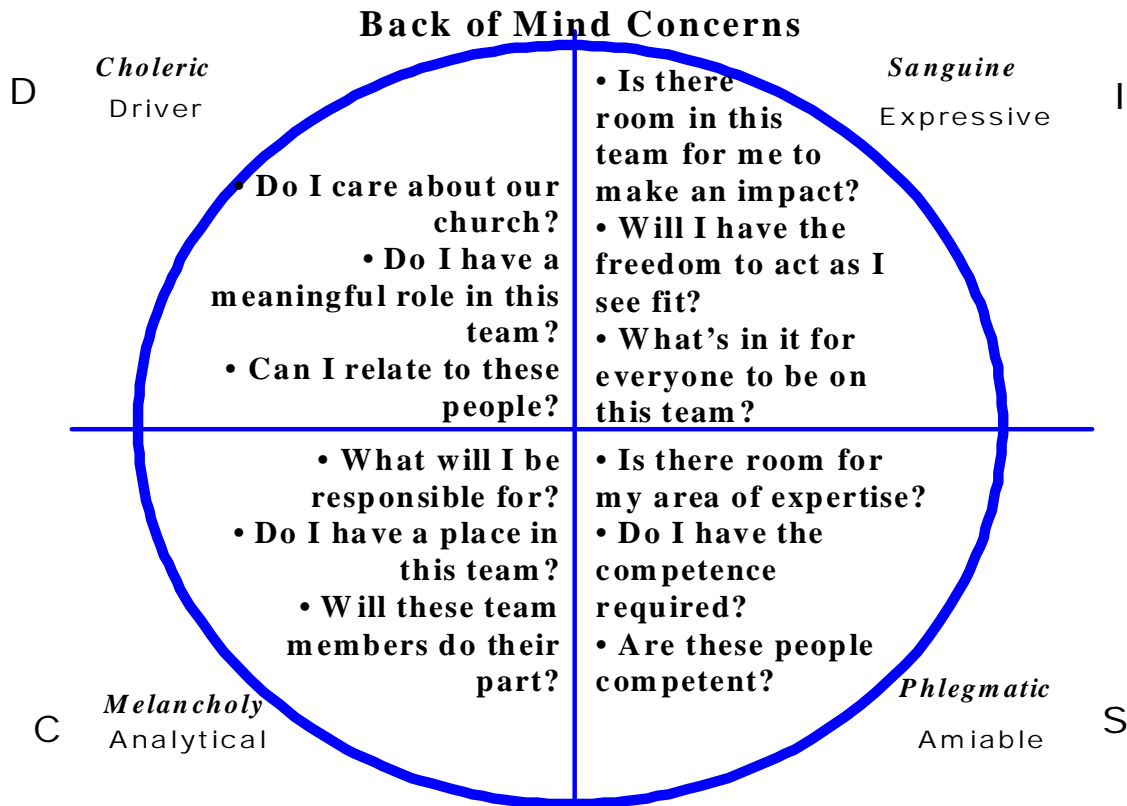 Back of Mind Concerns
D
Choleric
Driver
Sanguine
Expressive
I
• Do I care about our
church?
• Do I have a
meaningful role in this
team?
• Can I relate to these
people?
• Is there
room in this
team for me to
make an impact?
• Will I have the
freedom to act as I
see fit?
• What’s in it for
everyone to be on
this team?
• What will I be
responsible for?
• Do I have a place in
this team?
• Will these team
members do their
part?
• Is there room for
my area of expertise?
• Do I have the
competence
required?
• Are these people
competent?
C
Melancholy
Analytical
Phlegmatic
Amiable
S